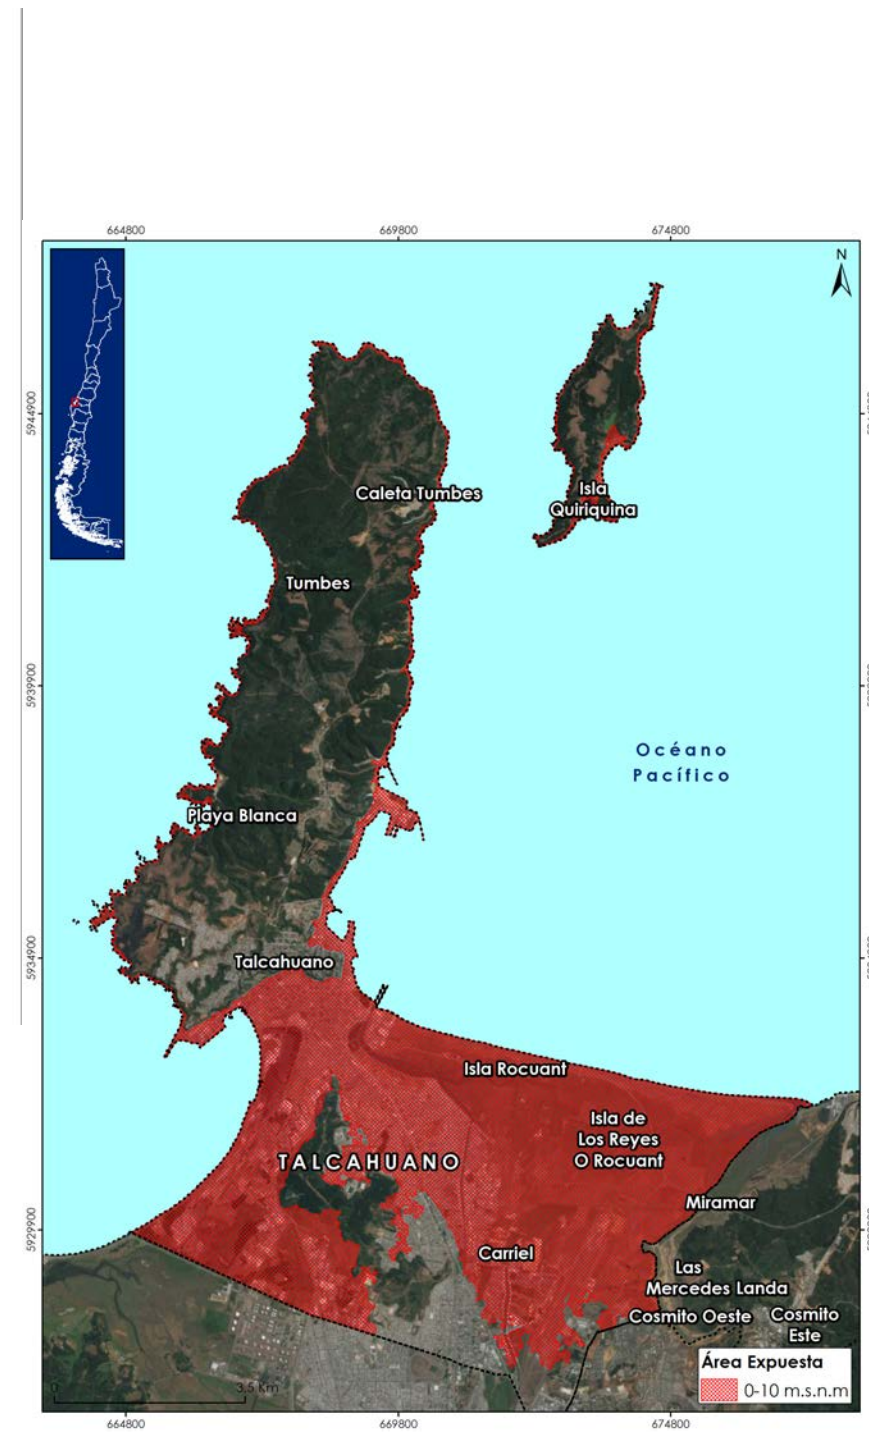 664800
669800
674800
N
5944900
Caleta Tumbes
Isla
Quiriquina
Tumbes
5939900
Océano
Pacífico
Playa Blanca
5934900
Talcahuano
Isla Rocuant
Isla de
Los Reyes
O Rocuant
TALCAHUANO
Miramar
5929900
Carriel
Las
Mercedes Landa
Cosmito Oeste
Cosmito
Este
Área Expuesta
0-10 m.s.n.m
0
3,5 Km
664800
669800
674800